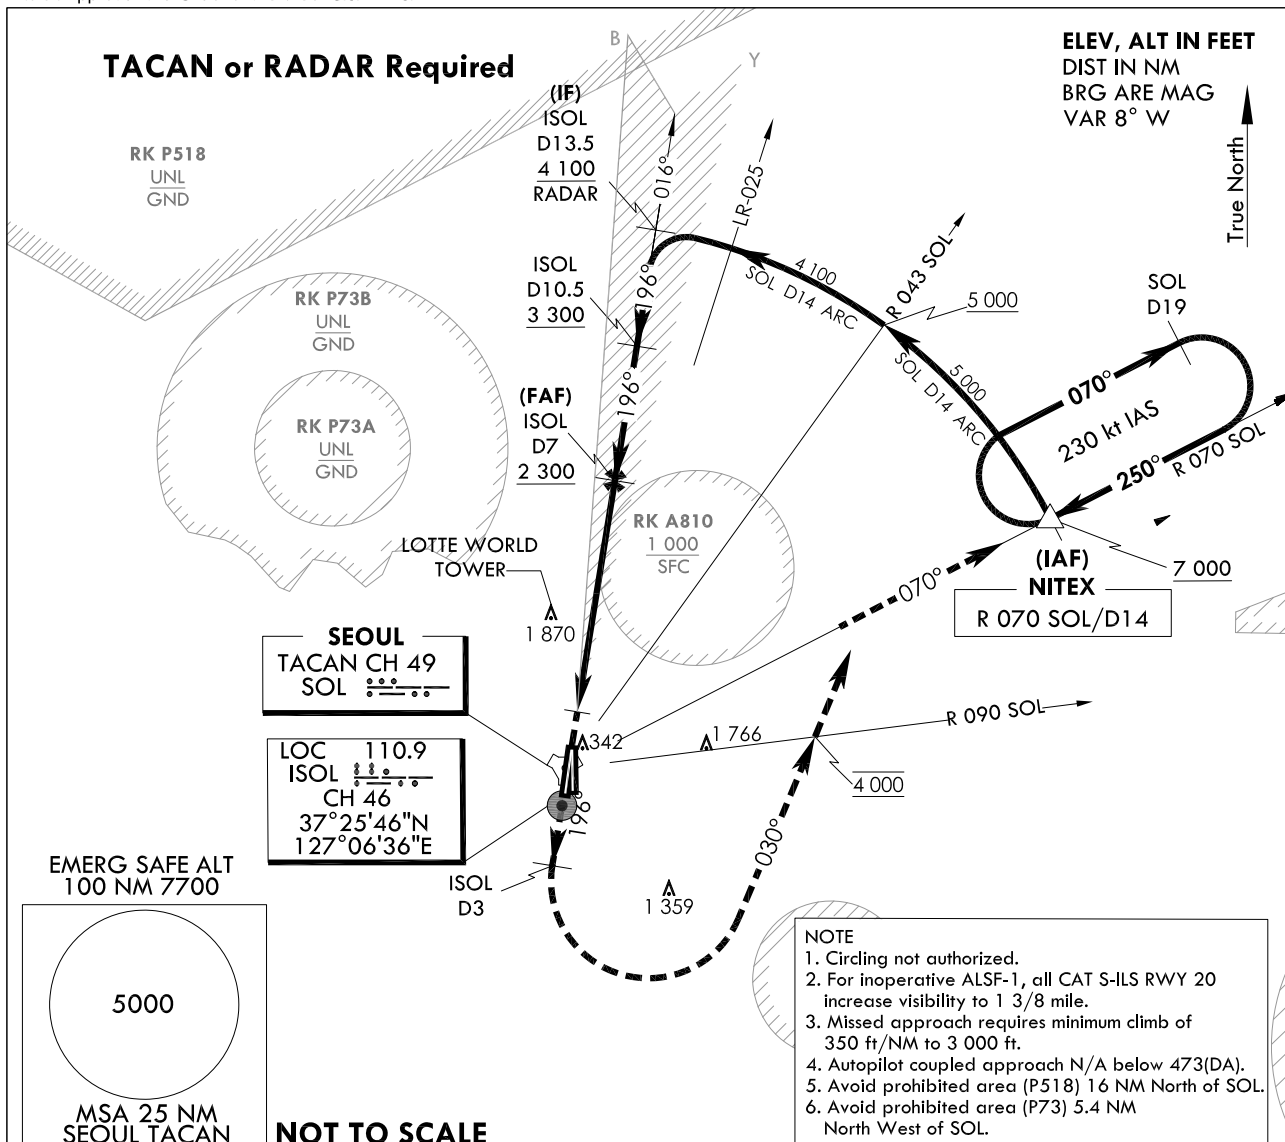 TACAN or RADAR Required
B
Y
ELEV, ALT IN FEET
DIST IN NM
BRG ARE MAG
VAR 8° W
True North
RK P518
UNL
GND
(IF)
ISOL
D13.5
4 100
RADAR
016°
LR-025
ISOL
D10.5
3 300
196°
4 100
SOL D14 ARC
R 043 SOL
5 000
SOL
D19
RK P73B
UNL
GND
RK P73A
UNL
GND
(FAF)
ISOL
D7
2 300
196°
5 000
SOL D14 ARC
070°
230 kt IAS
250°
R 070 SOL
RK A810
1 000
SFC
LOTTE WORLD
TOWER
1 870
070°
(IAF)
NITEX
R 070 SOL/D14
7 000
SEOUL
TACAN CH 49
SOL
LOC 110.9
ISOL
CH 46
37°25'46"N
127°06'36"E
342
1 766
R 090 SOL
4 000
196°
030°
ISOL
D3
1 359
EMERG SAFE ALT
100 NM 7700
5000
MSA 25 NM
SEOUL TACAN
NOT TO SCALE
NOTE
1. Circling not authorized.
2. For inoperative ALSF-1, all CAT S-ILS RWY 20
increase visibility to 1 3/8 mile.
3. Missed approach requires minimum climb of
350 ft/NM to 3 000 ft.
4. Autopilot coupled approach N/A below 473(DA).
5. Avoid prohibited area (P518) 16 NM North of SOL.
6. Avoid prohibited area (P73) 5.4 NM
North West of SOL.